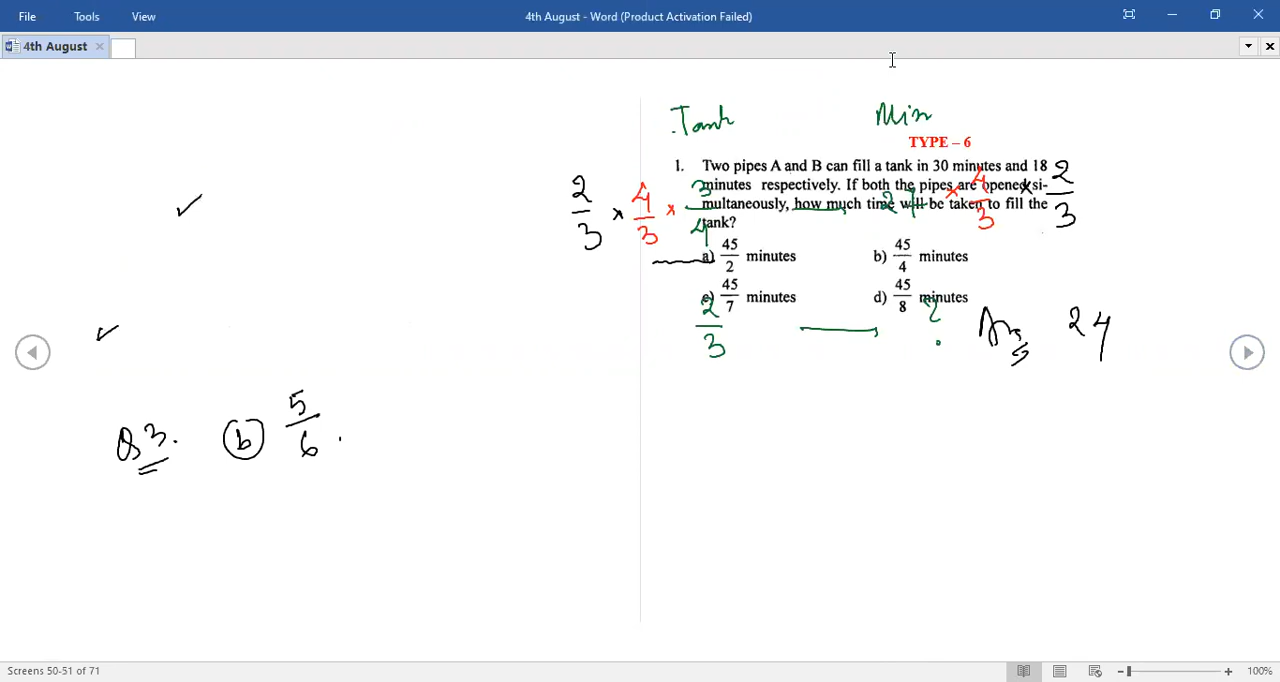 File Tools View
4th August - Word (Product Activation Failed)
4th August
Tank Min
TYPE – 6
1. Two pipes A and B can fill a tank in 30 minutes and 18
minutes respectively. If both the pipes are opened si-
multaneously, how much time will be taken to fill the
tank?
a) 45/2 minutes b) 45/4 minutes
c) 45/7 minutes d) 45/8 minutes
2/3 × 4/3 × 3/4 27 × 4/3 × 2/3
2/3 ?
Ans 24
Q3. (b) 5/6.
Screens 50-51 of 71
100%